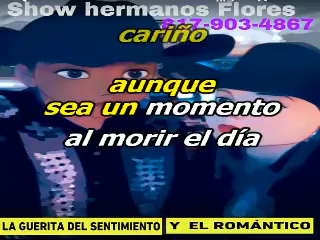 Show hermanos Flores
817-903-4867
cariño
aunque
sea un momento
al morir el día
LA GUERITA DEL SENTIMIENTO Y EL ROMÁNTICO